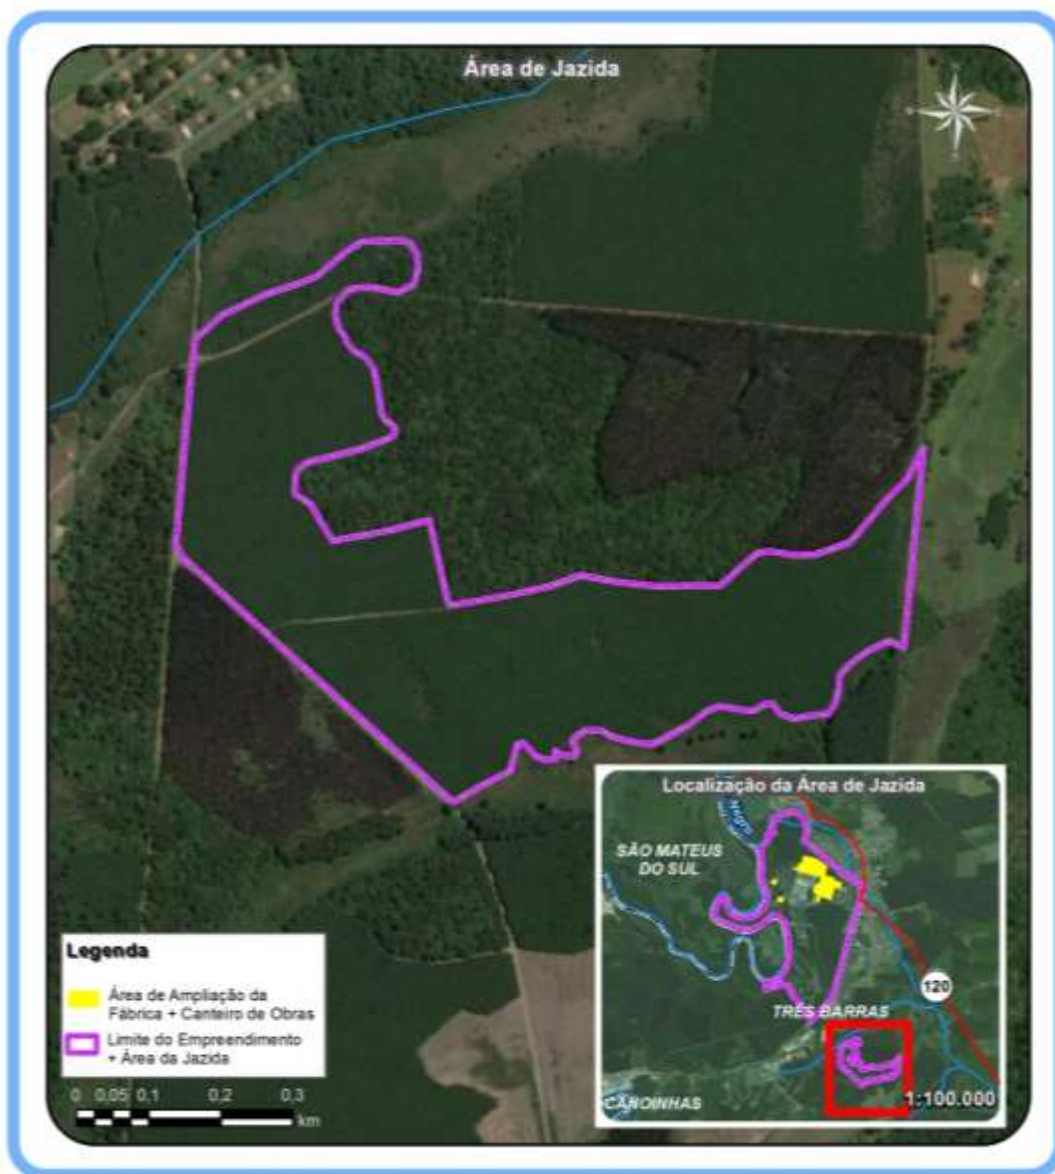 Área de Jazida
Localização da Área de Jazida
Negro
SÃO MATEUS
DO SUL
120
TRÊS BARRAS
CANOINHAS
1:100.000
Legenda
Área de Ampliação da
Fábrica + Canteiro de Obras
Limite do Empreendimento
+ Área da Jazida
0 0,05 0,1 0,2 0,3
km